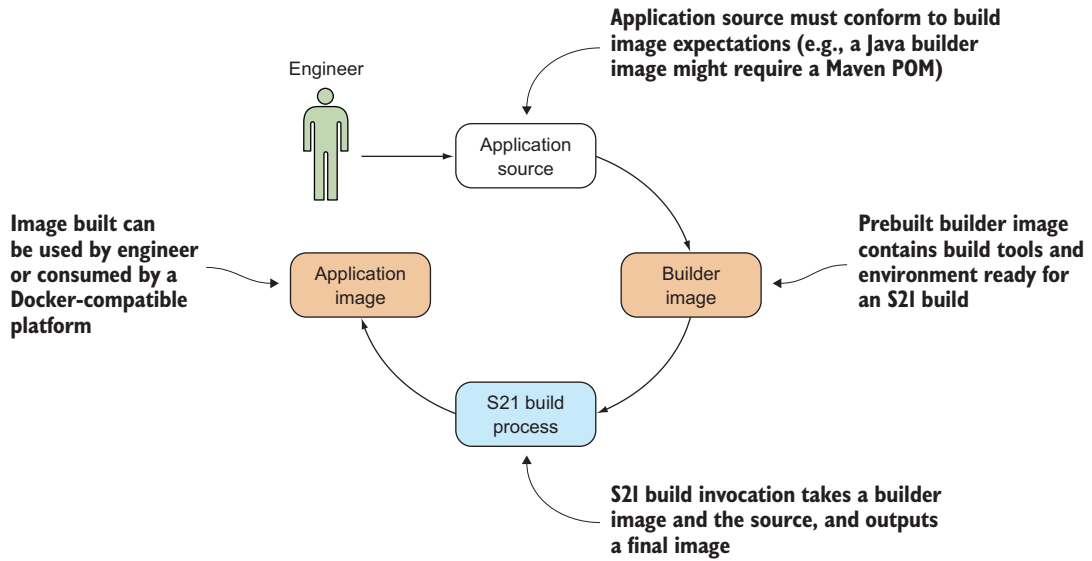 Application source must conform to build
image expectations (e.g., a Java builder
image might require a Maven POM)
Engineer
Application
source
Image built can
be used by engineer
or consumed by a
Docker-compatible
platform
Application
image
Builder
image
Prebuilt builder image
contains build tools and
environment ready for
an S2I build
S21 build
process
S2I build invocation takes a builder
image and the source, and outputs
a final image